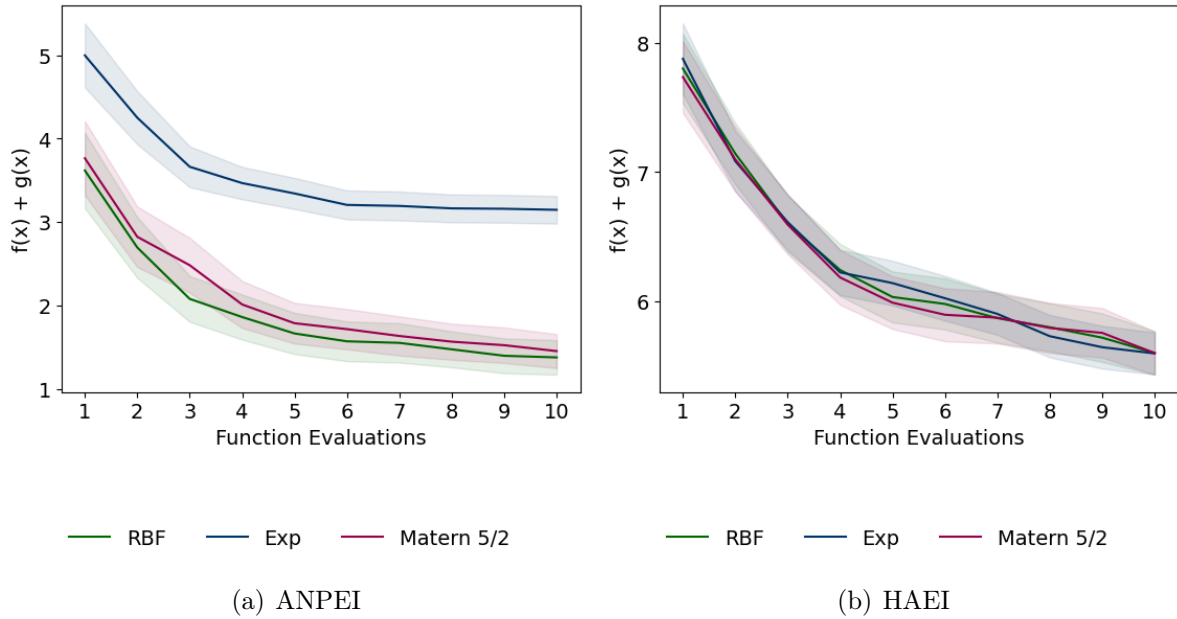 5
4
3
2
1
f(x) + g(x)
1 2 3 4 5 6 7 8 9 10
Function Evaluations
RBF Exp Matern 5/2
(a) ANPEI
8
7
6
f(x) + g(x)
1 2 3 4 5 6 7 8 9 10
Function Evaluations
RBF Exp Matern 5/2
(b) HAEI